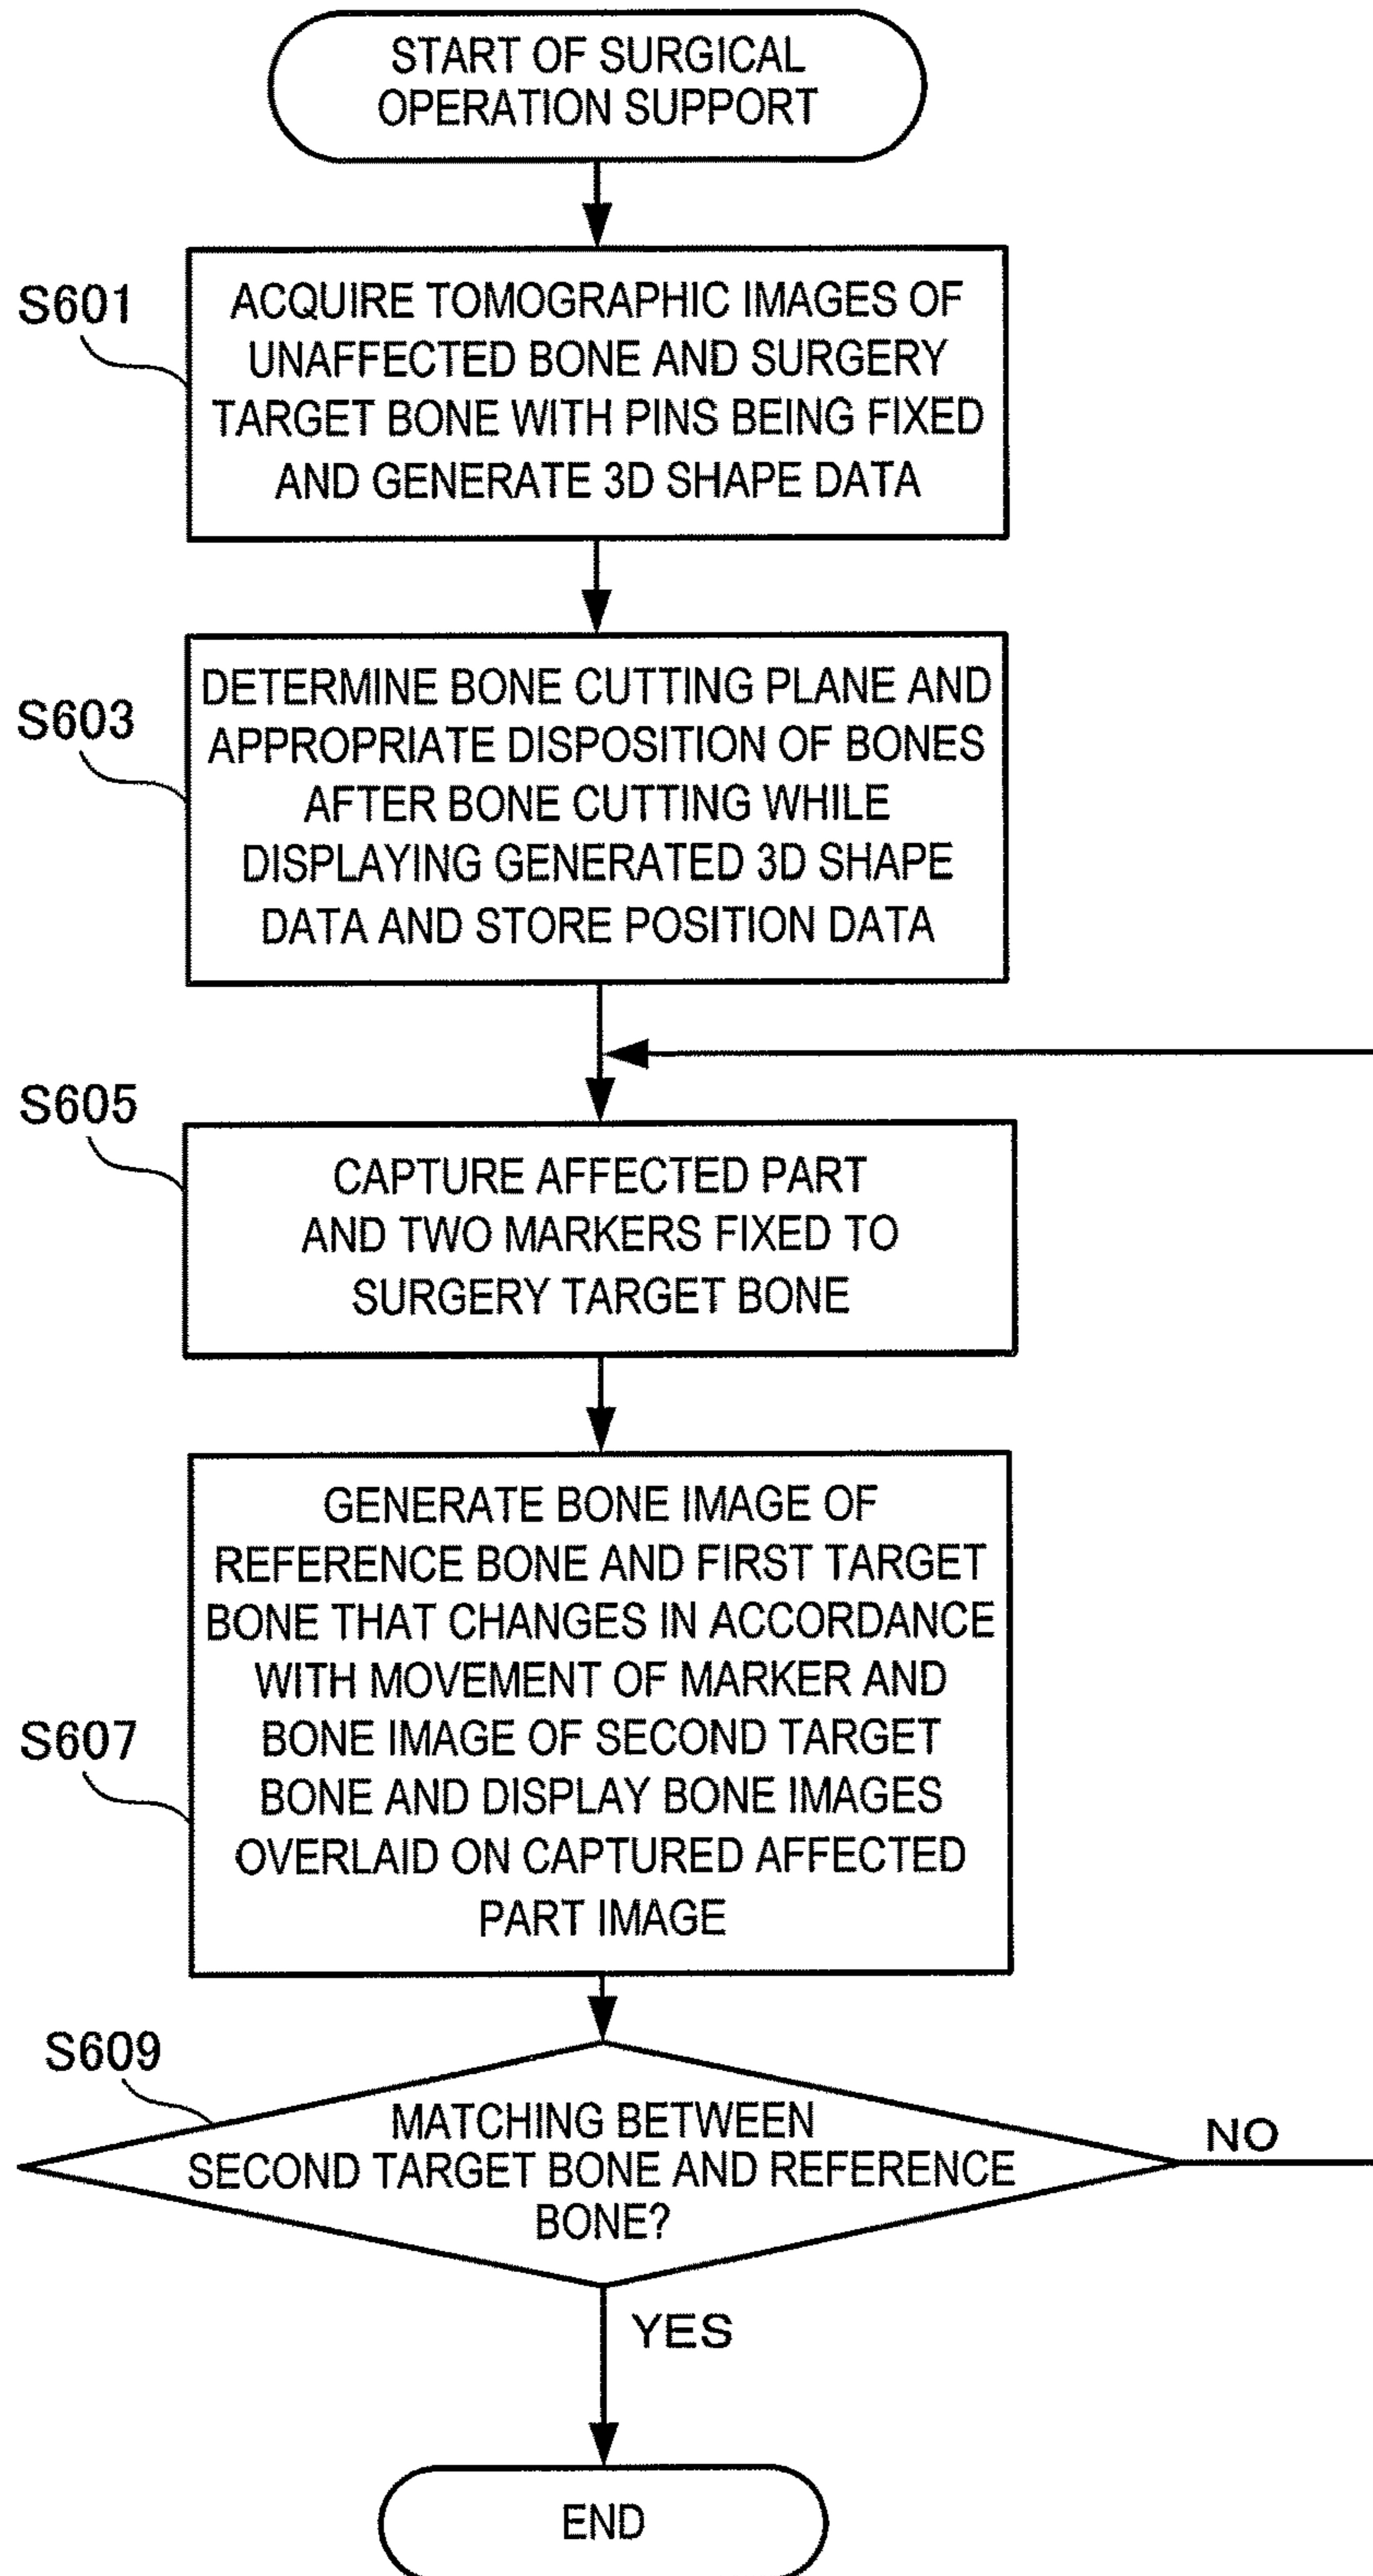 START OF SURGICAL
OPERATION SUPPORT
S601
ACQUIRE TOMOGRAPHIC IMAGES OF
UNAFFECTED BONE AND SURGERY
TARGET BONE WITH PINS BEING FIXED
AND GENERATE 3D SHAPE DATA
S603
DETERMINE BONE CUTTING PLANE AND
APPROPRIATE DISPOSITION OF BONES
AFTER BONE CUTTING WHILE
DISPLAYING GENERATED 3D SHAPE
DATA AND STORE POSITION DATA
S605
CAPTURE AFFECTED PART
AND TWO MARKERS FIXED TO
SURGERY TARGET BONE
S607
GENERATE BONE IMAGE OF
REFERENCE BONE AND FIRST TARGET
BONE THAT CHANGES IN ACCORDANCE
WITH MOVEMENT OF MARKER AND
BONE IMAGE OF SECOND TARGET
BONE AND DISPLAY BONE IMAGES
OVERLAID ON CAPTURED AFFECTED
PART IMAGE
S609
MATCHING BETWEEN
SECOND TARGET BONE AND REFERENCE
BONE?
NO
YES
END